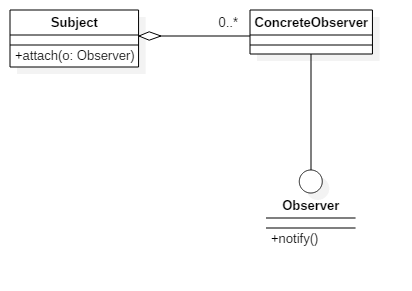 Subject
+attach(o: Observer)
0..*
ConcreteObserver
Observer
+notify()